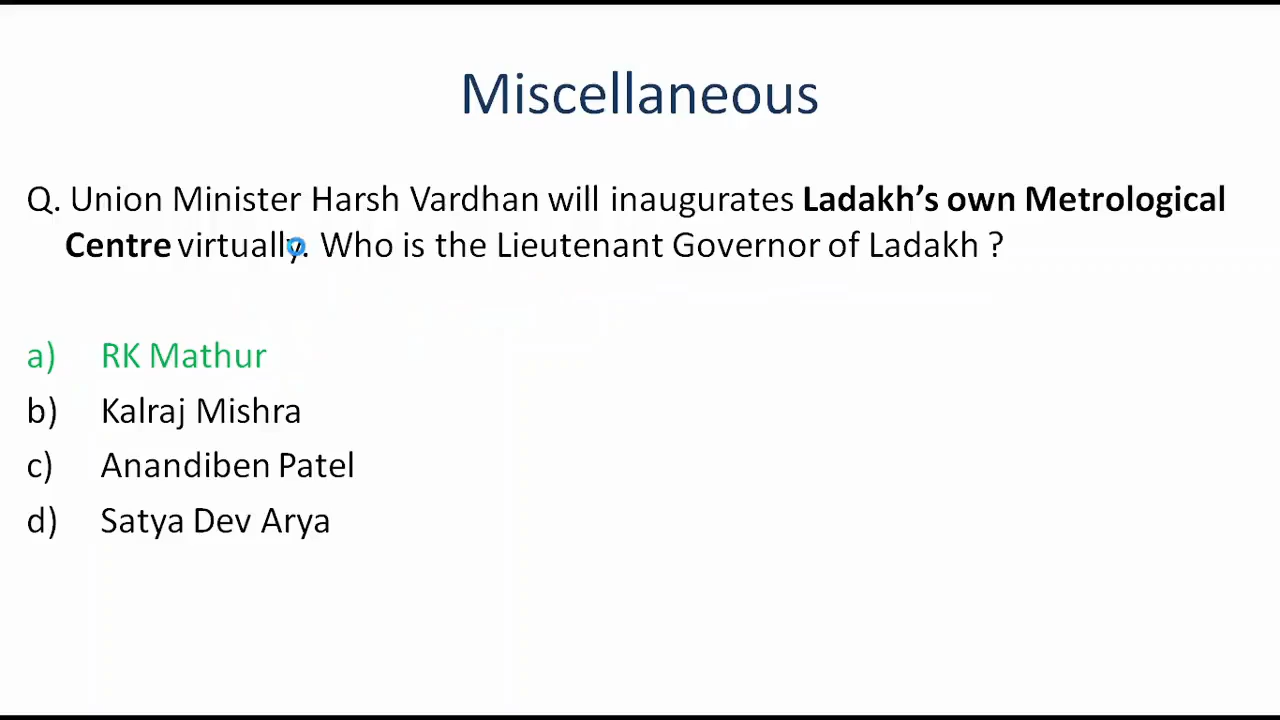 Miscellaneous
Q. Union Minister Harsh Vardhan will inaugurates Ladakh’s own Metrological
Centre virtually. Who is the Lieutenant Governor of Ladakh ?
a) RK Mathur
b) Kalraj Mishra
c) Anandiben Patel
d) Satya Dev Arya